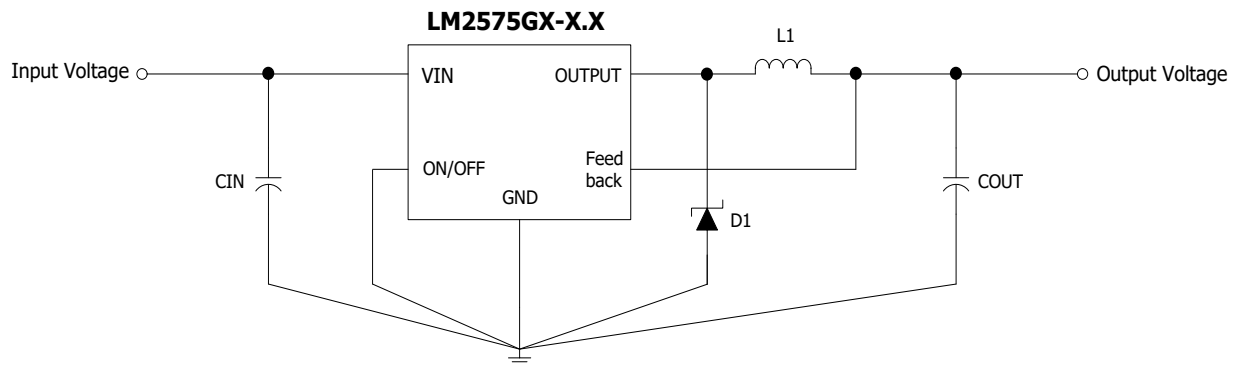 LM2575GX-X.X
L1
Input Voltage
VIN
OUTPUT
Output Voltage
ON/OFF
Feed
back
CIN
GND
COUT
D1